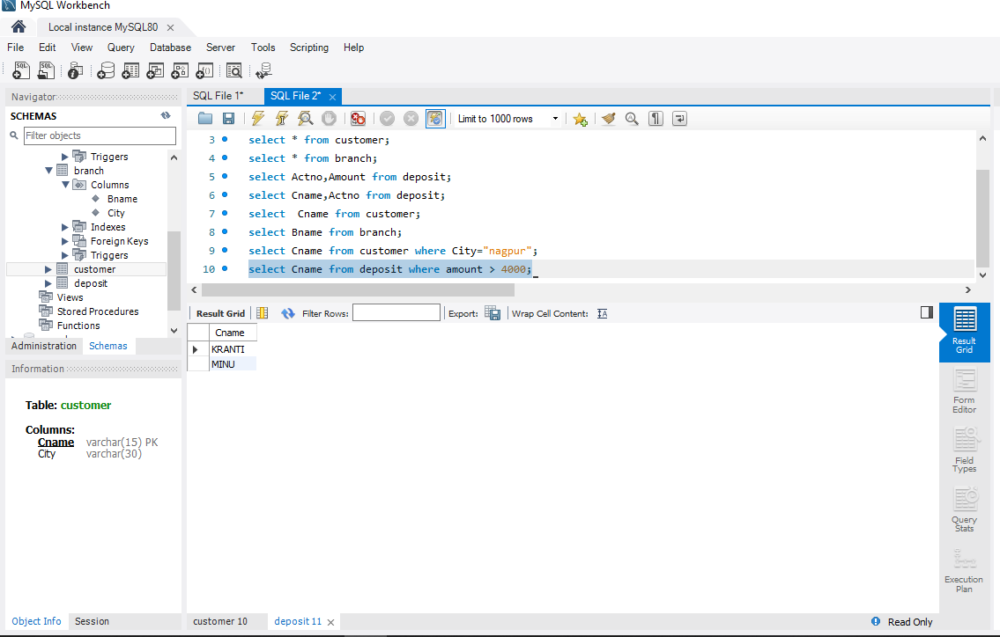 MySQL Workbench
Local instance MySQL80
File Edit View Query Database Server Tools Scripting Help
Navigator
SCHEMAS
Filter objects
Triggers
branch
Columns
Bname
City
Indexes
Foreign Keys
Triggers
customer
deposit
Views
Stored Procedures
Functions
Administration Schemas
Information
Table: customer
Columns:
Cname varchar(15) PK
City varchar(30)
Object Info Session
SQL File 1* SQL File 2*
Limit to 1000 rows
3 select * from customer;
4 select * from branch;
5 select Actno,Amount from deposit;
6 select Cname,Actno from deposit;
7 select  Cname from customer;
8 select Bname from branch;
9 select Cname from customer where City="nagpur";
10 select Cname from deposit where amount > 4000;
Result Grid Filter Rows: Export: Wrap Cell Content:
Cname
KRANTI
MINU
Result
Grid
Form
Editor
Field
Types
Query
Stats
Execution
Plan
customer 10 deposit 11
Read Only